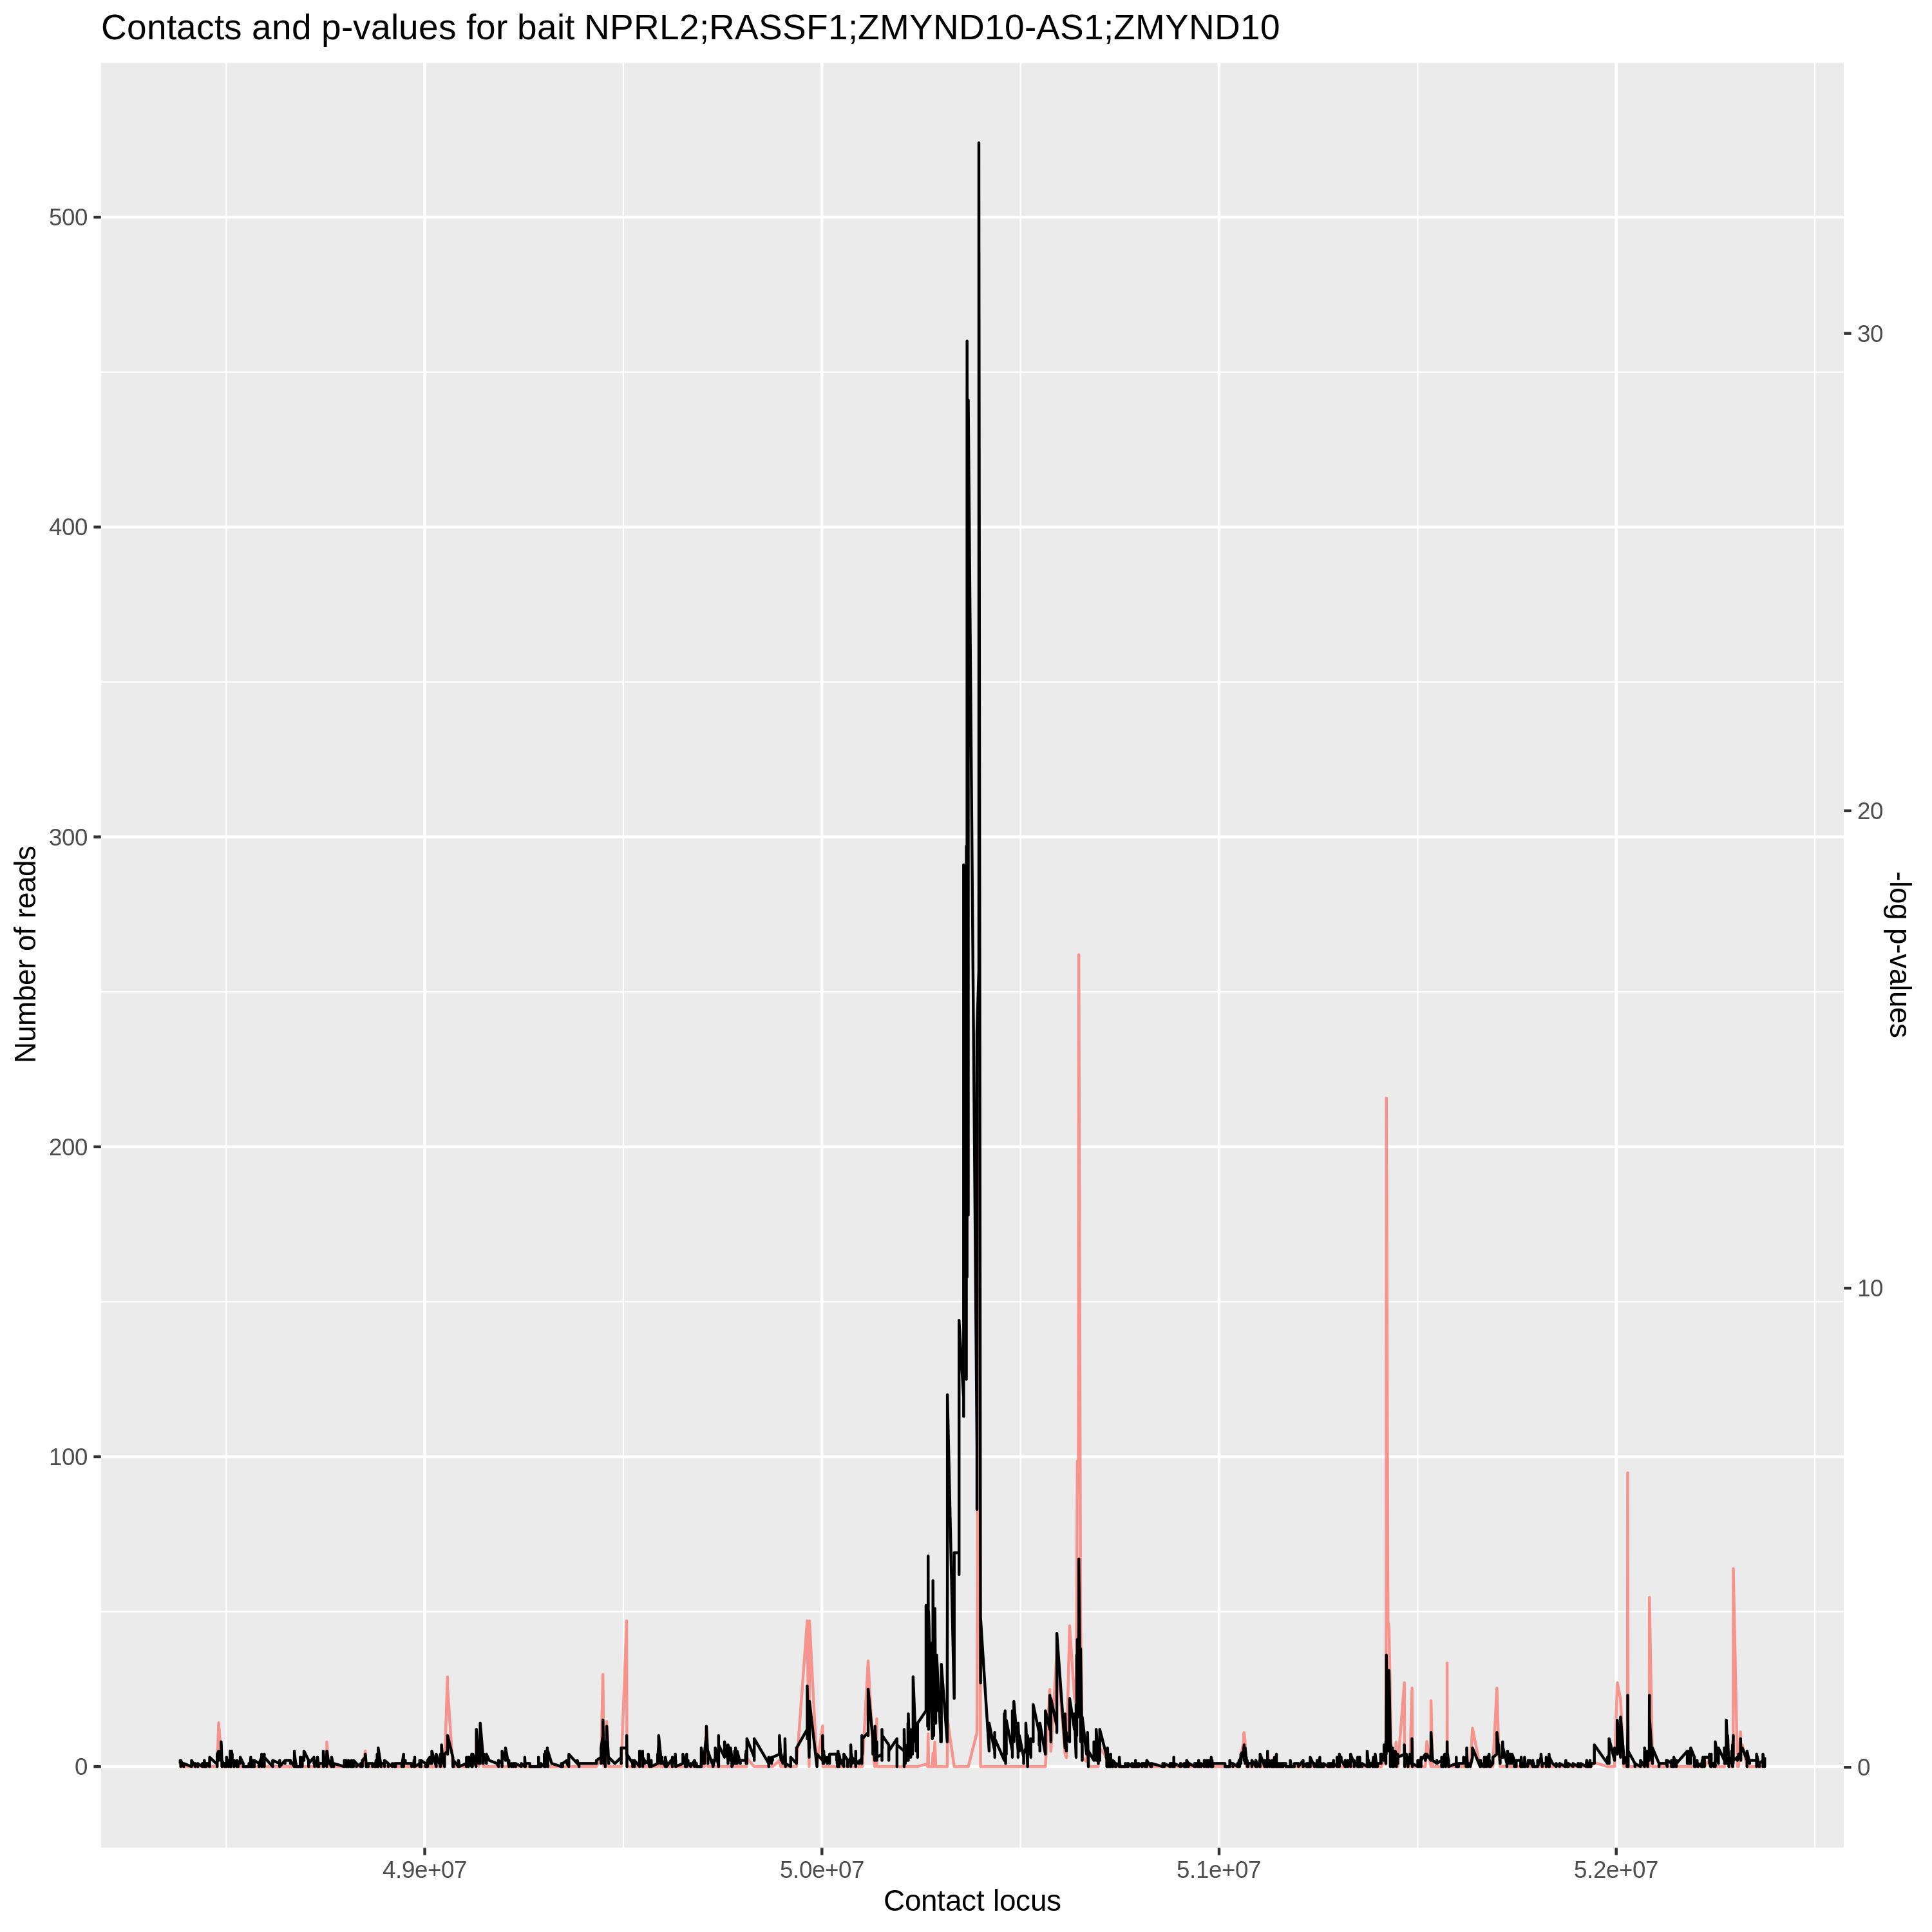 Contacts and p-values for bait NPRL2;RASSF1;ZMYND10-AS1;ZMYND10
500
400
300
200
100
0
Number of reads
30
20
10
0
-log p-values
4.9e+07
5.0e+07
5.1e+07
5.2e+07
Contact locus